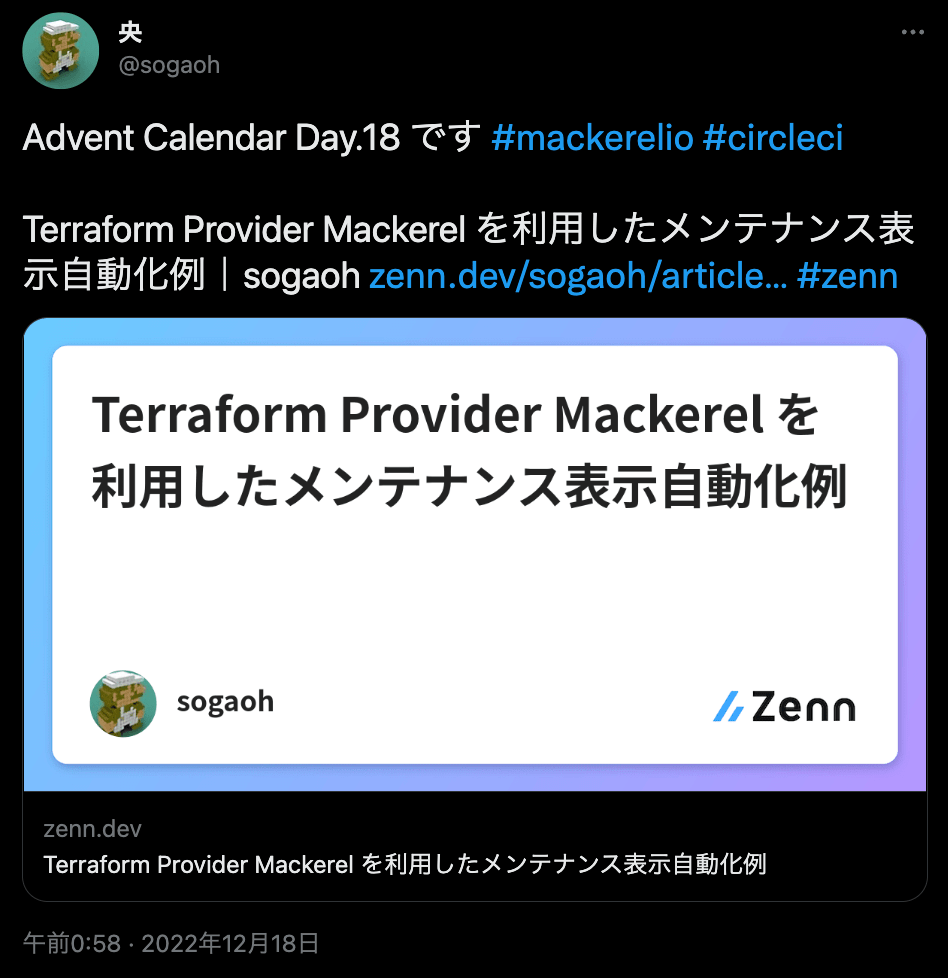 央
@sogaoh
Advent Calendar Day.18 です #mackerelio #circleci
Terraform Provider Mackerel を利用したメンテナンス表
示自動化例｜sogaoh zenn.dev/sogaoh/article… #zenn
Terraform Provider Mackerel を
利用したメンテナンス表示自動化例
sogaoh
Zenn
zenn.dev
Terraform Provider Mackerel を利用したメンテナンス表示自動化例
午前0:58 · 2022年12月18日